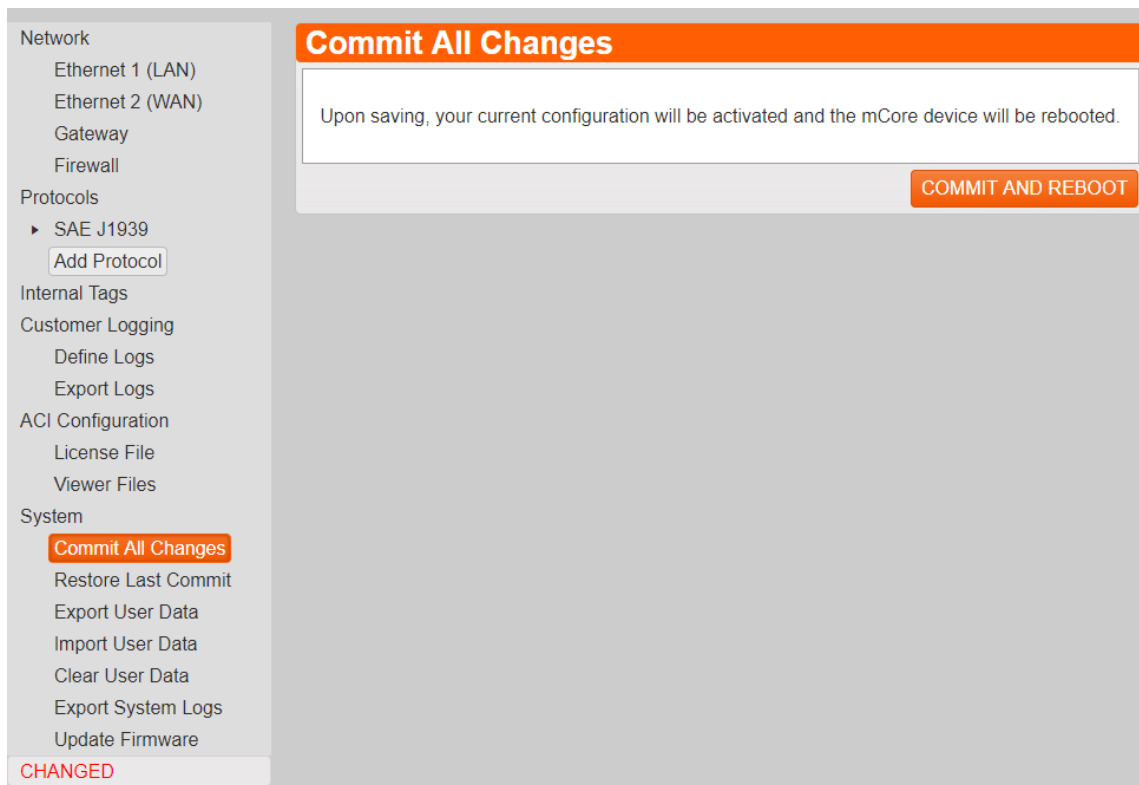 Network
Ethernet 1 (LAN)
Ethernet 2 (WAN)
Gateway
Firewall
Protocols
SAE J1939
Add Protocol
Internal Tags
Customer Logging
Define Logs
Export Logs
ACI Configuration
License File
Viewer Files
System
Commit All Changes
Restore Last Commit
Export User Data
Import User Data
Clear User Data
Export System Logs
Update Firmware
CHANGED
Commit All Changes
Upon saving, your current configuration will be activated and the mCore device will be rebooted.
COMMIT AND REBOOT